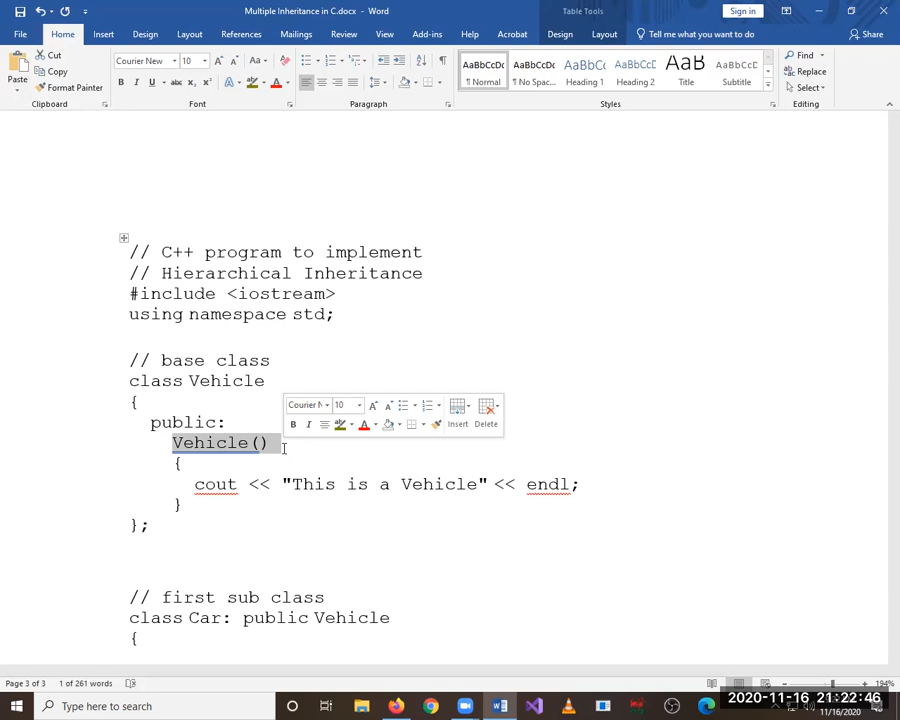 Multiple Inheritance in C.docx - Word
Table Tools
Sign in
File Home Insert Design Layout References Mailings Review View Add-ins Help Acrobat Design Layout Tell me what you want to do Share
Paste
Cut
Copy
Format Painter
Clipboard
Courier New 10
Font
Paragraph
AaBbCcDc AaBbCcDc AaBbCc AaBbCcC AaB AaBbCcD
¶ Normal ¶ No Spac... Heading 1 Heading 2 Title Subtitle
Styles
Find
Replace
Select
Editing
// C++ program to implement
// Hierarchical Inheritance
#include <iostream>
using namespace std;
// base class
class Vehicle
{
public:
Courier N 10
Insert Delete
Vehicle()
{
cout << "This is a Vehicle" << endl;
}
};
// first sub class
class Car: public Vehicle
{
Page 3 of 3 1 of 261 words
194%
Type here to search
2020-11-16 21:22:46
11/16/2020